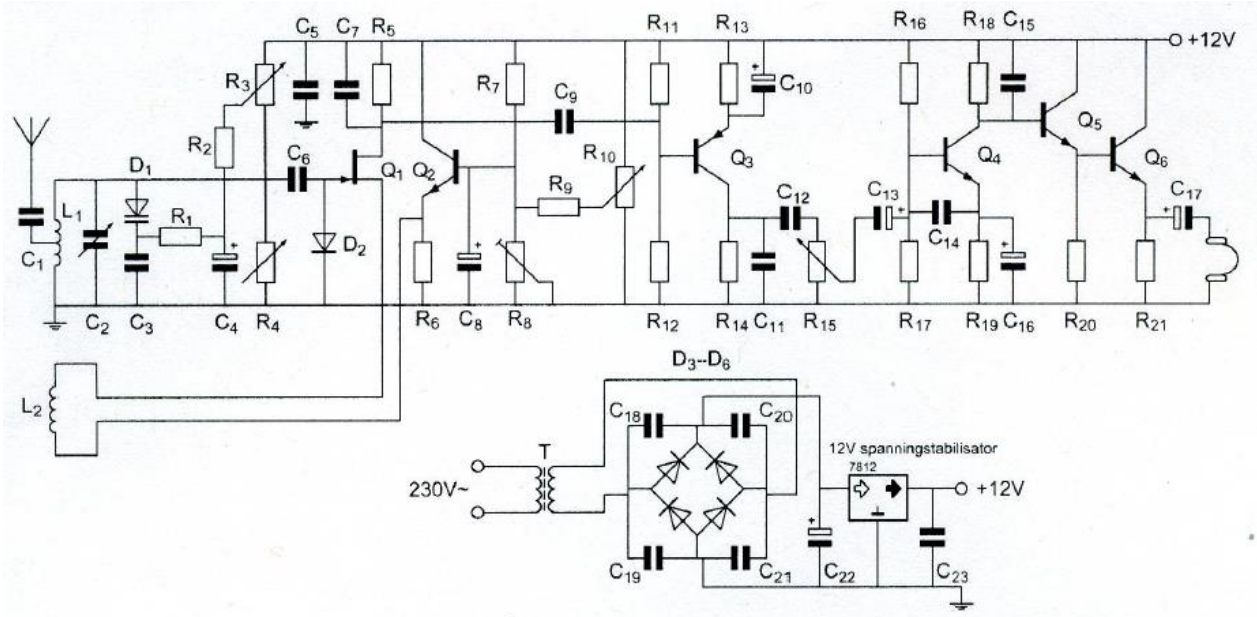 C5 C7 R5 R11 R13 R16 R18 C15
+12V
R3 R7 C9 + C10
R2 R10 Q5
D1 C6 Q1 Q2 Q3 Q4 Q6
L1 R1 R9 C12 C13 + C14 + C17
C1 + D2 + +
C2 C3 C4 R4 R6 C8 R8 R12 R14 C11 R15 R17 R19 C16 R20 R21
D3--D6
L2
C18 C20
T 12V spanningstabilisator
7812
230V~ +12V
+
C19 C21 C22 C23